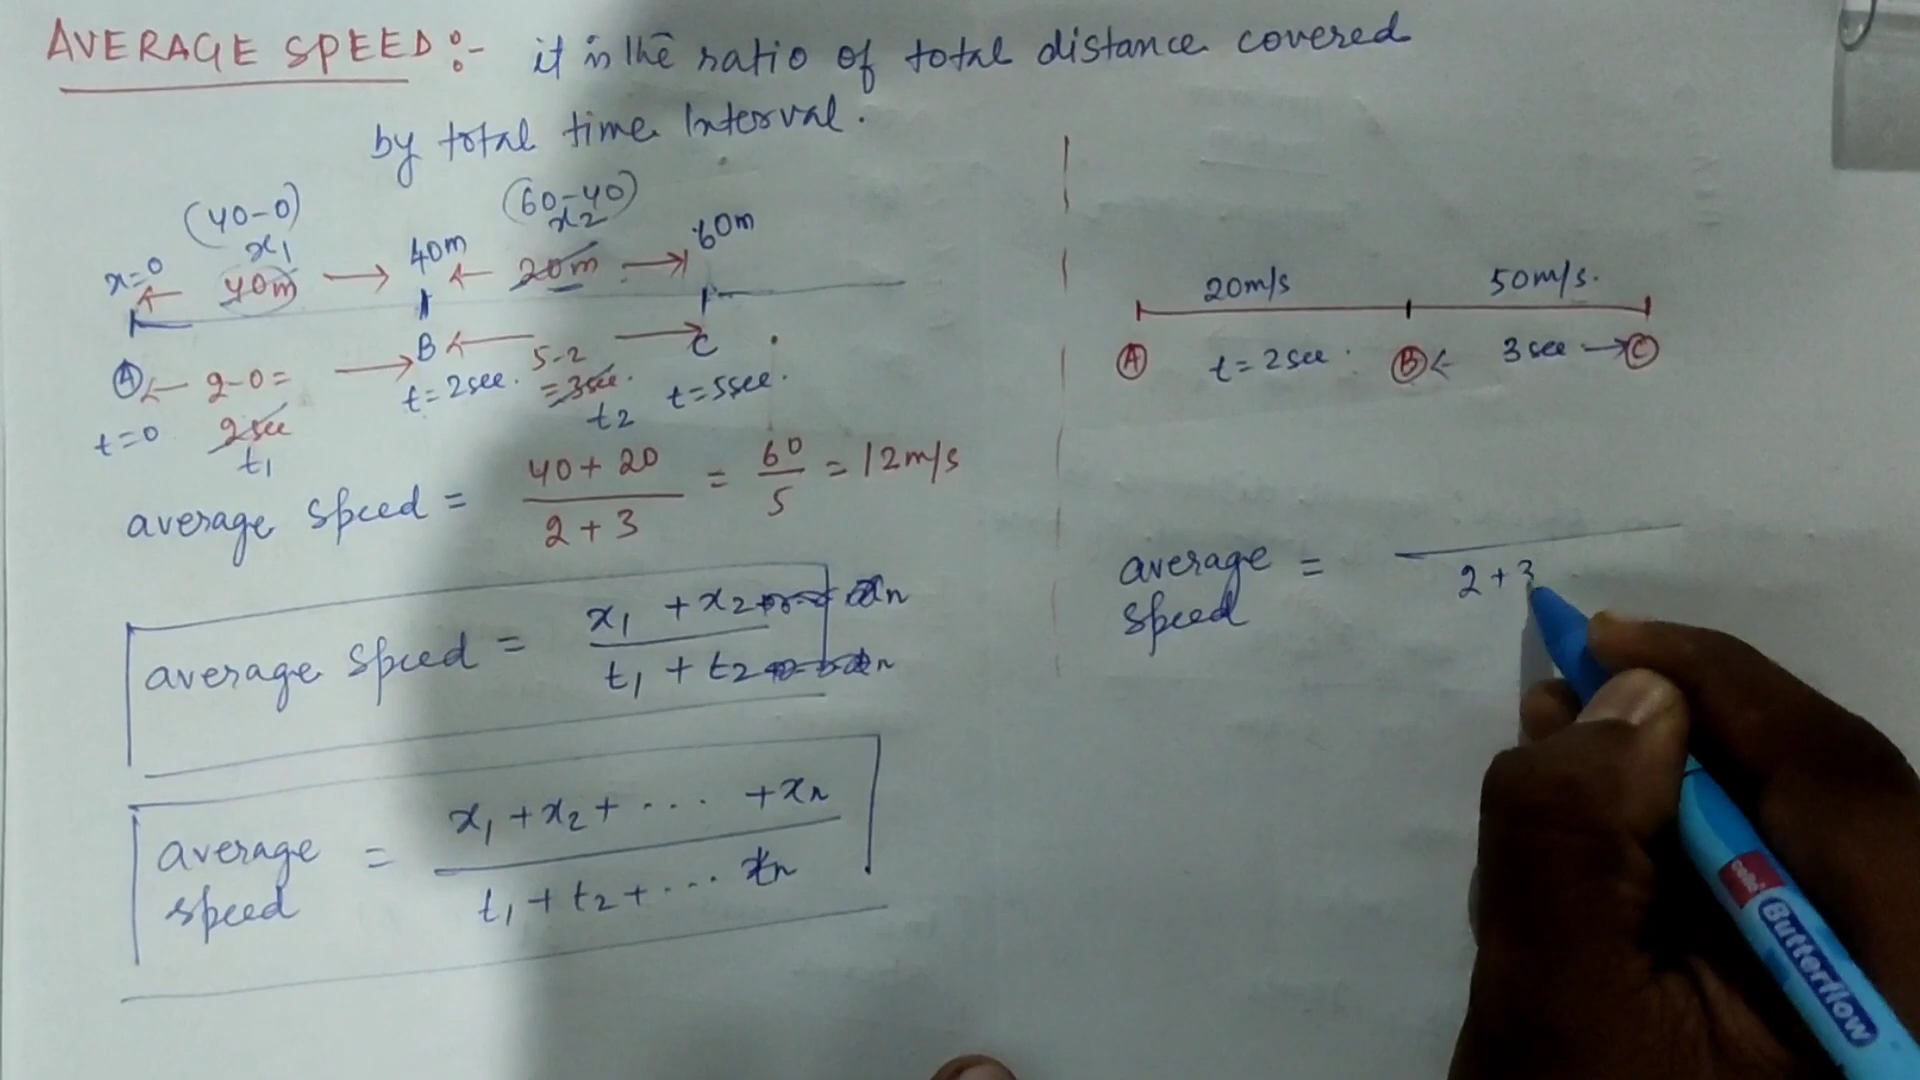 AVERAGE SPEED:- it is the ratio of total distance covered
by total time Interval.
(40-0) (60-40)
x1 x2
x=0 40m 40m 20m 60m
A 2-0= B 5-2 C
t=0 2sec t=2sec. =3sec. t=5sec.
t1 t2
average speed = 40+20 / 2+3 = 60/5 = 12m/s
average speed = x1 + x2 / t1 + t2
average speed = x1 + x2 + .... + xn / t1 + t2 + ... tn
20m/s 50m/s.
A t=2sec B 3sec C
average speed = 2+3
cello
Butterflow